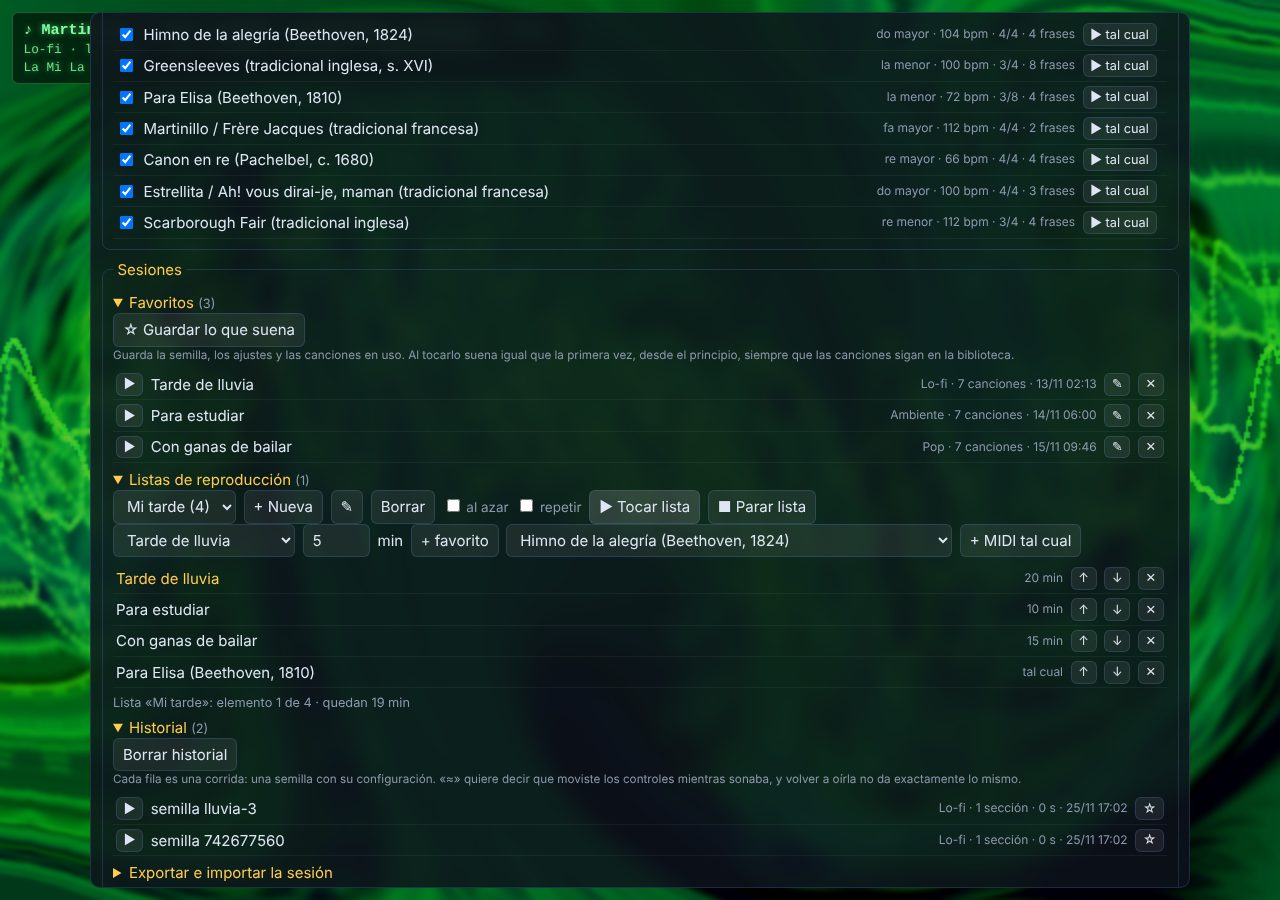 ♪ Martin
Lo-fi · l
La Mi La
Himno de la alegría (Beethoven, 1824) do mayor · 104 bpm · 4/4 · 4 frases ▶ tal cual
Greensleeves (tradicional inglesa, s. XVI) la menor · 100 bpm · 3/4 · 8 frases ▶ tal cual
Para Elisa (Beethoven, 1810) la menor · 72 bpm · 3/8 · 4 frases ▶ tal cual
Martinillo / Frère Jacques (tradicional francesa) fa mayor · 112 bpm · 4/4 · 2 frases ▶ tal cual
Canon en re (Pachelbel, c. 1680) re mayor · 66 bpm · 4/4 · 4 frases ▶ tal cual
Estrellita / Ah! vous dirai-je, maman (tradicional francesa) do mayor · 100 bpm · 4/4 · 3 frases ▶ tal cual
Scarborough Fair (tradicional inglesa) re menor · 112 bpm · 3/4 · 4 frases ▶ tal cual
Sesiones
▼ Favoritos (3)
☆ Guardar lo que suena
Guarda la semilla, los ajustes y las canciones en uso. Al tocarlo suena igual que la primera vez, desde el principio, siempre que las canciones sigan en la biblioteca.
▶ Tarde de lluvia Lo-fi · 7 canciones · 13/11 02:13 ✎ ✕
▶ Para estudiar Ambiente · 7 canciones · 14/11 06:00 ✎ ✕
▶ Con ganas de bailar Pop · 7 canciones · 15/11 09:46 ✎ ✕
▼ Listas de reproducción (1)
Mi tarde (4) + Nueva ✎ Borrar al azar repetir ▶ Tocar lista ■ Parar lista
Tarde de lluvia 5 min + favorito Himno de la alegría (Beethoven, 1824) + MIDI tal cual
Tarde de lluvia 20 min ↑ ↓ ✕
Para estudiar 10 min ↑ ↓ ✕
Con ganas de bailar 15 min ↑ ↓ ✕
Para Elisa (Beethoven, 1810) tal cual ↑ ↓ ✕
Lista «Mi tarde»: elemento 1 de 4 · quedan 19 min
▼ Historial (2)
Borrar historial
Cada fila es una corrida: una semilla con su configuración. «≈» quiere decir que moviste los controles mientras sonaba, y volver a oírla no da exactamente lo mismo.
▶ semilla lluvia-3 Lo-fi · 1 sección · 0 s · 25/11 17:02 ☆
▶ semilla 742677560 Lo-fi · 1 sección · 0 s · 25/11 17:02 ☆
▶ Exportar e importar la sesión